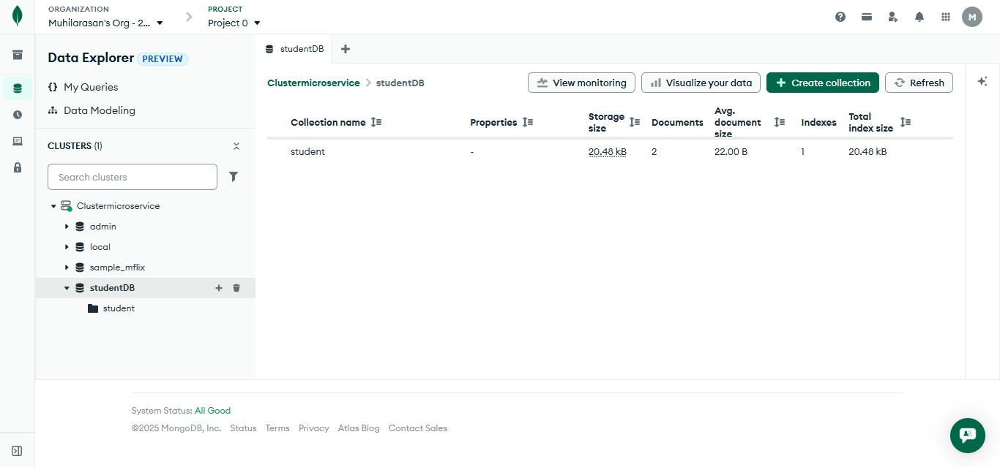 ORGANIZATION
Muhilarasan's Org - 2...
PROJECT
Project 0
M
Data Explorer PREVIEW
{} My Queries
Data Modeling
CLUSTERS (1)
Search clusters
Clustermicroservice
admin
local
sample_mflix
studentDB
student
studentDB
Clustermicroservice > studentDB
View monitoring
Visualize your data
Create collection
Refresh
Collection name Properties Storage size Documents Avg. document size Indexes Total index size
student - 20.48 kB 2 22.00 B 1 20.48 kB
System Status: All Good
©2025 MongoDB, Inc. Status Terms Privacy Atlas Blog Contact Sales